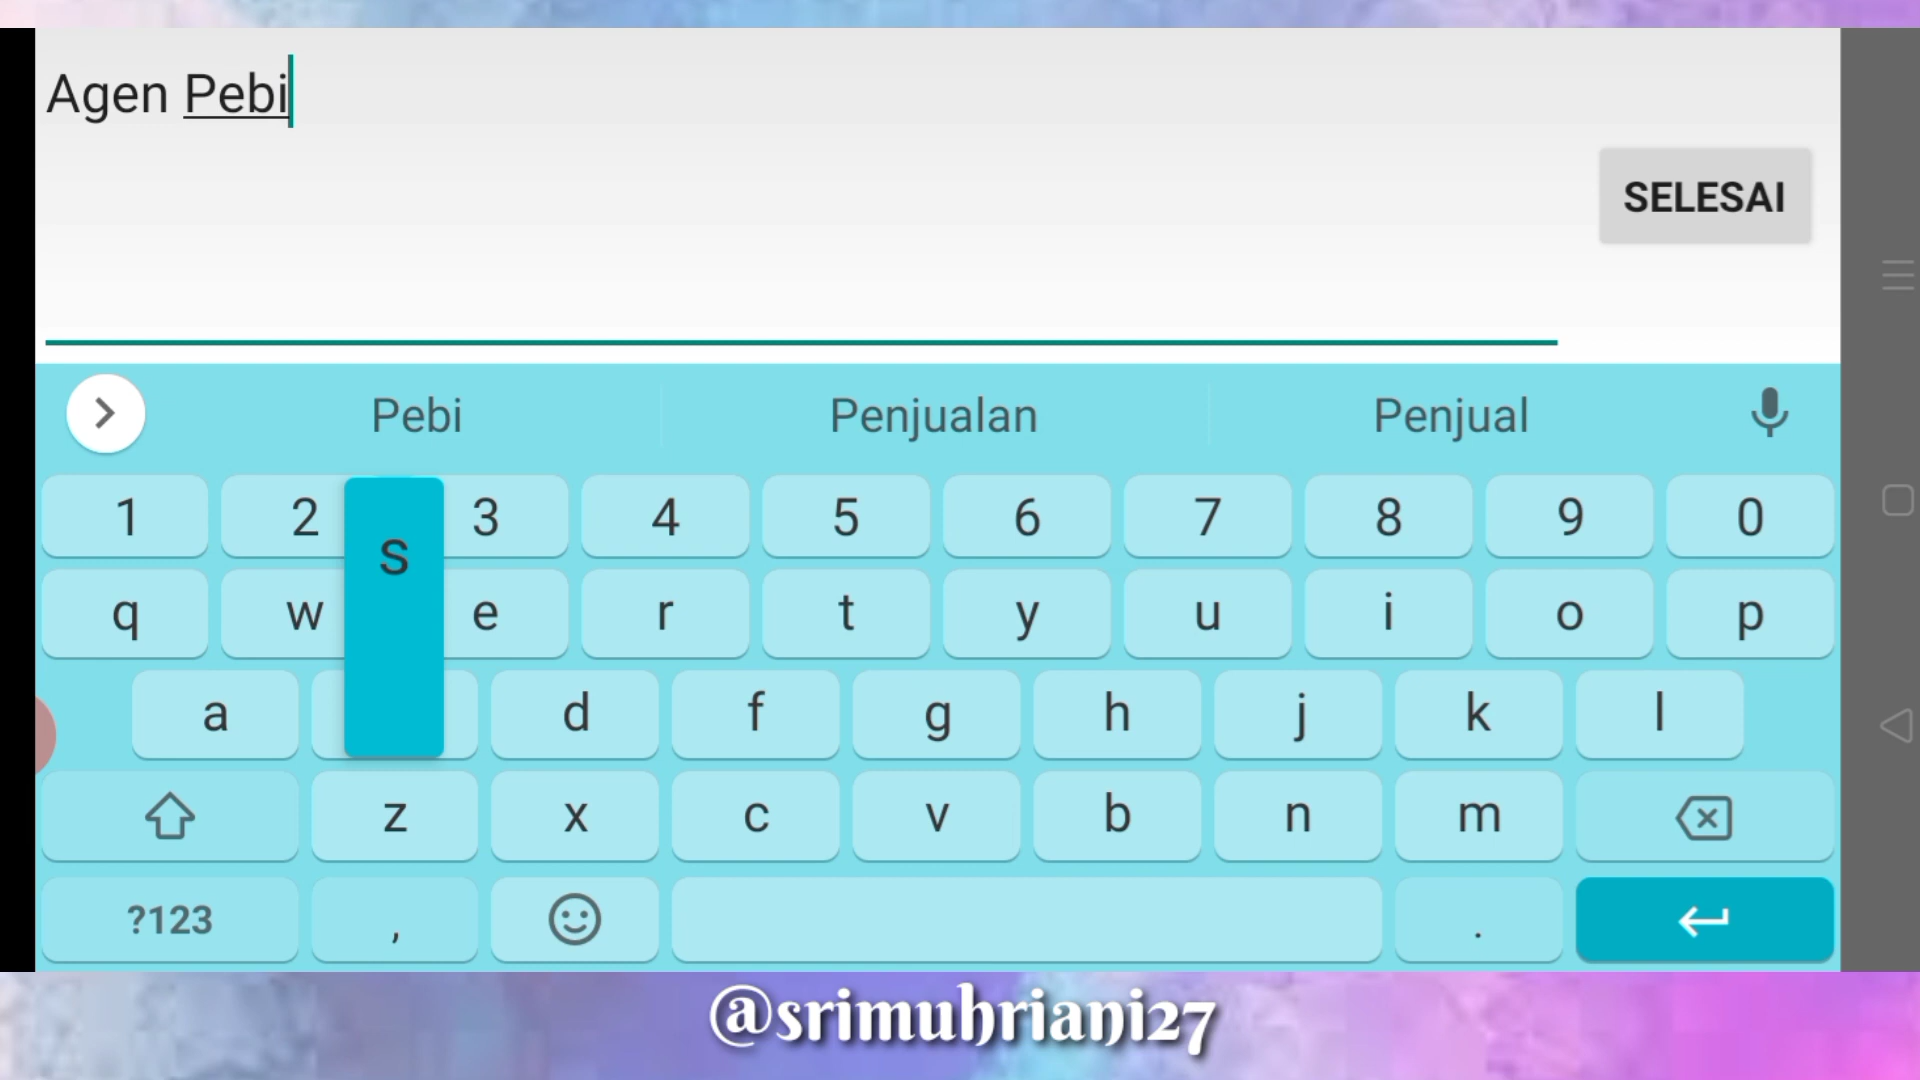 Agen Pebi
SELESAI
Pebi Penjualan Penjual
1 2 3 4 5 6 7 8 9 0
s
q w e r t y u i o p
a d f g h j k l
z x c v b n m
?123 , .
@srimuhriani27